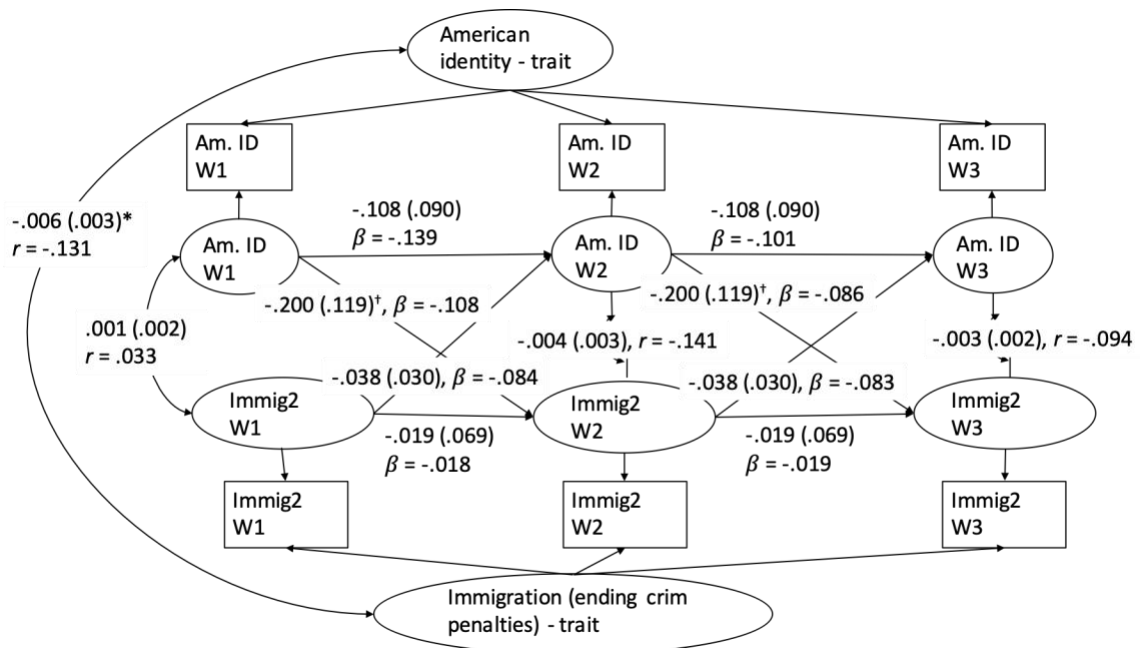 American
identity - trait
Am. ID
W1
Am. ID
W2
Am. ID
W3
-.006 (.003)*
r = -.131
-.108 (.090)
β = -.139
-.108 (.090)
β = -.101
Am. ID
W1
Am. ID
W2
Am. ID
W3
-.200 (.119)†, β = -.108
-.200 (.119)†, β = -.086
.001 (.002)
r = .033
-.004 (.003), r = -.141
-.003 (.002), r = -.094
-.038 (.030), β = -.084
-.038 (.030), β = -.083
Immig2
W1
Immig2
W2
Immig2
W3
-.019 (.069)
β = -.018
-.019 (.069)
β = -.019
Immig2
W1
Immig2
W2
Immig2
W3
Immigration (ending crim
penalties) - trait